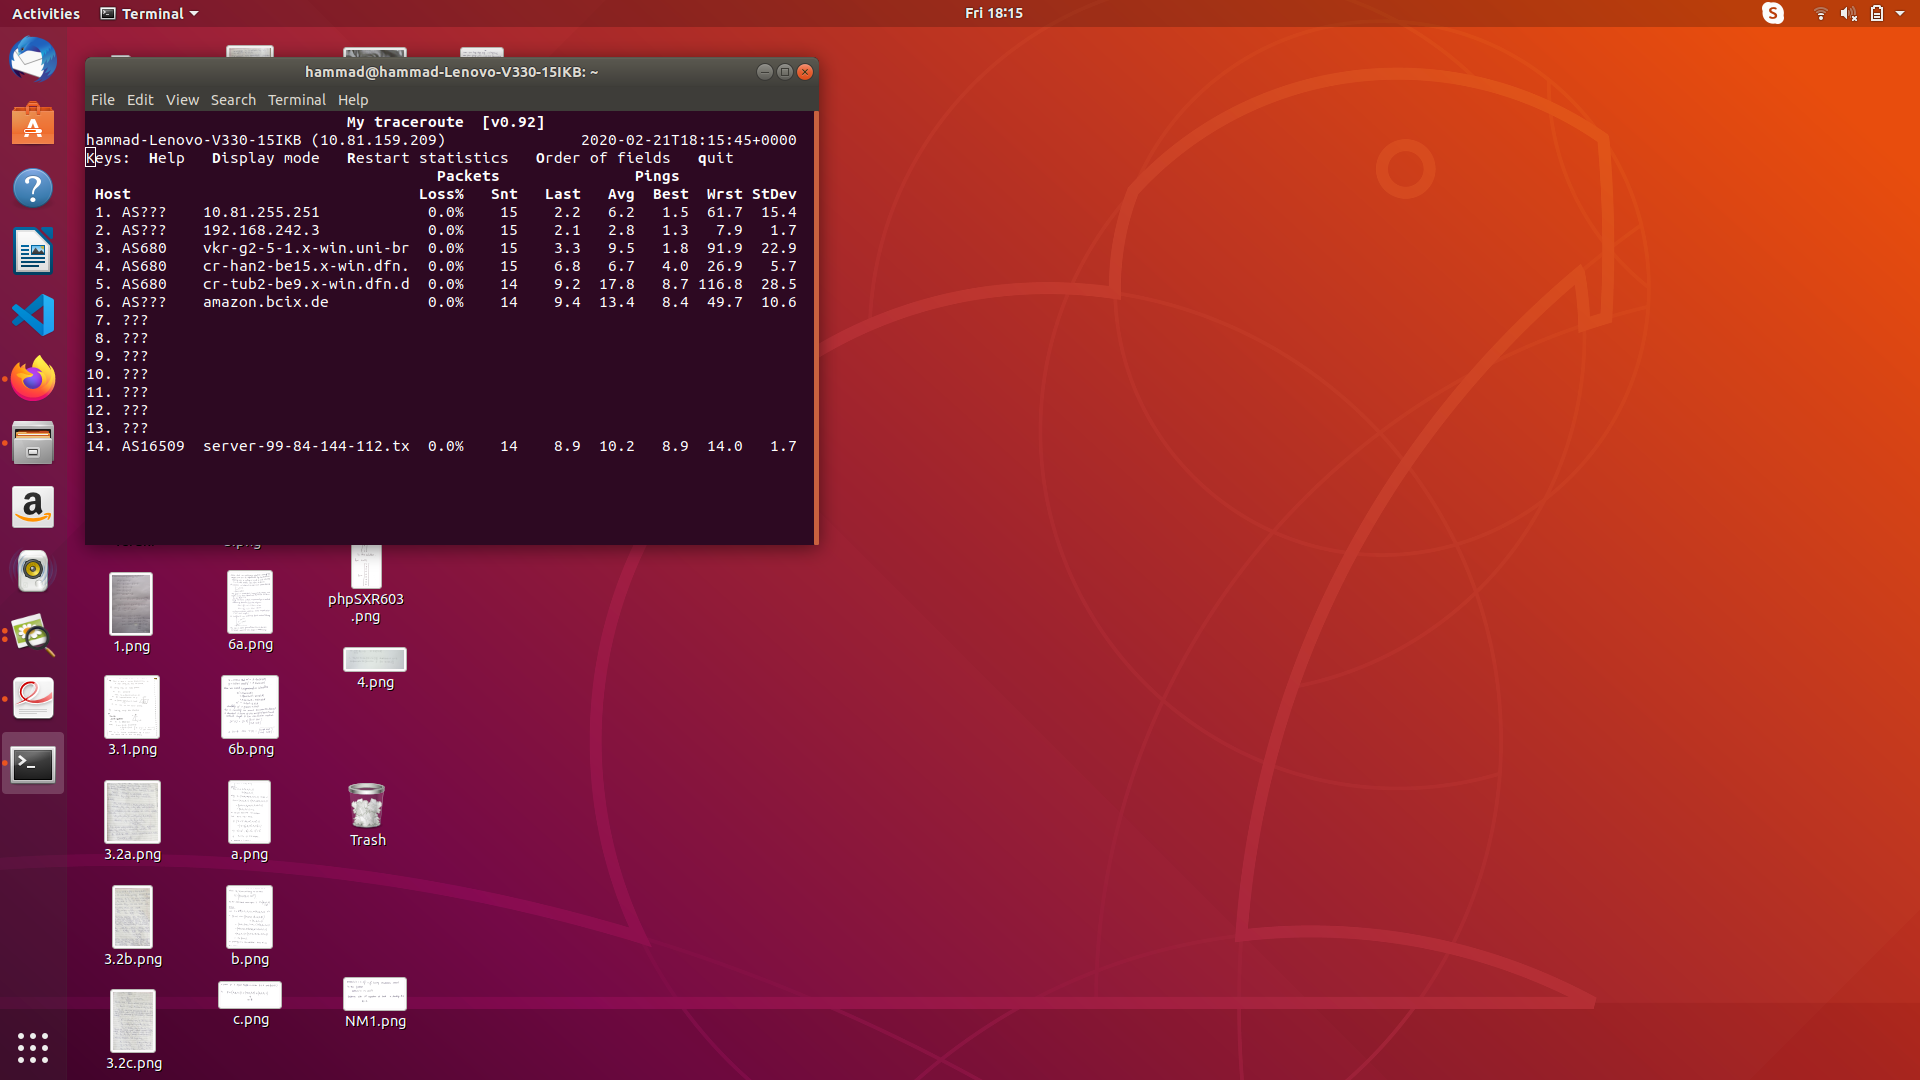 Activities Terminal Fri 18:15
hammad@hammad-Lenovo-V330-15IKB: ~
File Edit View Search Terminal Help
My traceroute [v0.92]
hammad-Lenovo-V330-15IKB (10.81.159.209) 2020-02-21T18:15:45+0000
Keys: Help Display mode Restart statistics Order of fields quit
Packets Pings
Host Loss% Snt Last Avg Best Wrst StDev
1. AS??? 10.81.255.251 0.0% 15 2.2 6.2 1.5 61.7 15.4
2. AS??? 192.168.242.3 0.0% 15 2.1 2.8 1.3 7.9 1.7
3. AS680 vkr-g2-5-1.x-win.uni-br 0.0% 15 3.3 9.5 1.8 91.9 22.9
4. AS680 cr-han2-be15.x-win.dfn. 0.0% 15 6.8 6.7 4.0 26.9 5.7
5. AS680 cr-tub2-be9.x-win.dfn.d 0.0% 14 9.2 17.8 8.7 116.8 28.5
6. AS??? amazon.bcix.de 0.0% 14 9.4 13.4 8.4 49.7 10.6
7. ???
8. ???
9. ???
10. ???
11. ???
12. ???
13. ???
14. AS16509 server-99-84-144-112.tx 0.0% 14 8.9 10.2 8.9 14.0 1.7
phpSXR603
.png
1.png 6a.png
4.png
3.1.png 6b.png
Trash
3.2a.png a.png
3.2b.png b.png
c.png NM1.png
3.2c.png